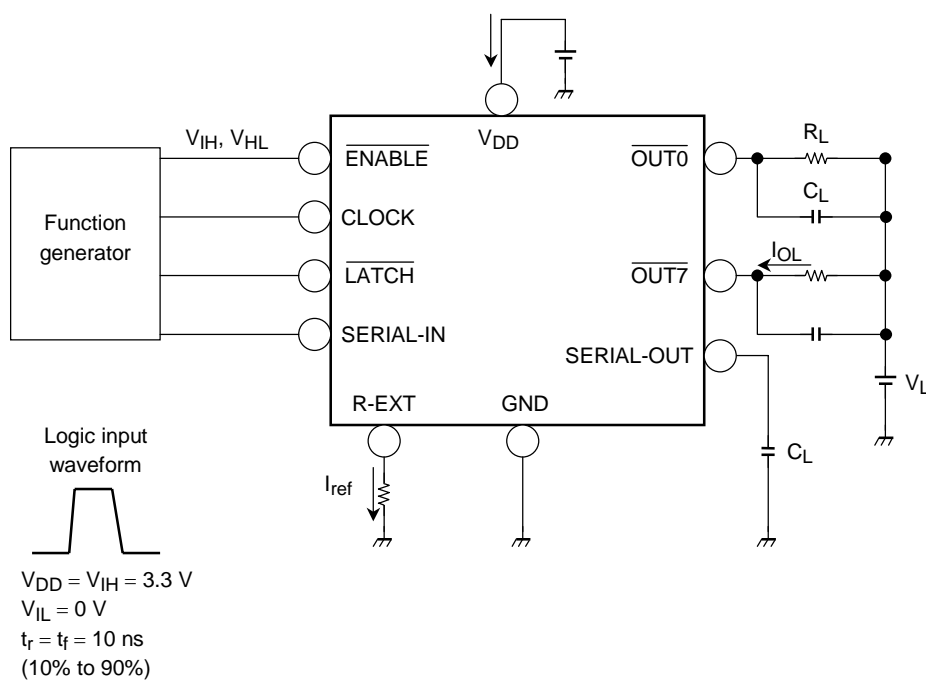 V_DD
V_IH, V_HL
ENABLE
OUT0
R_L
Function
generator
CLOCK
C_L
LATCH
OUT7
I_OL
SERIAL-IN
SERIAL-OUT
V_L
R-EXT
GND
C_L
I_ref
Logic input
waveform
V_DD = V_IH = 3.3 V
V_IL = 0 V
t_r = t_f = 10 ns
(10% to 90%)